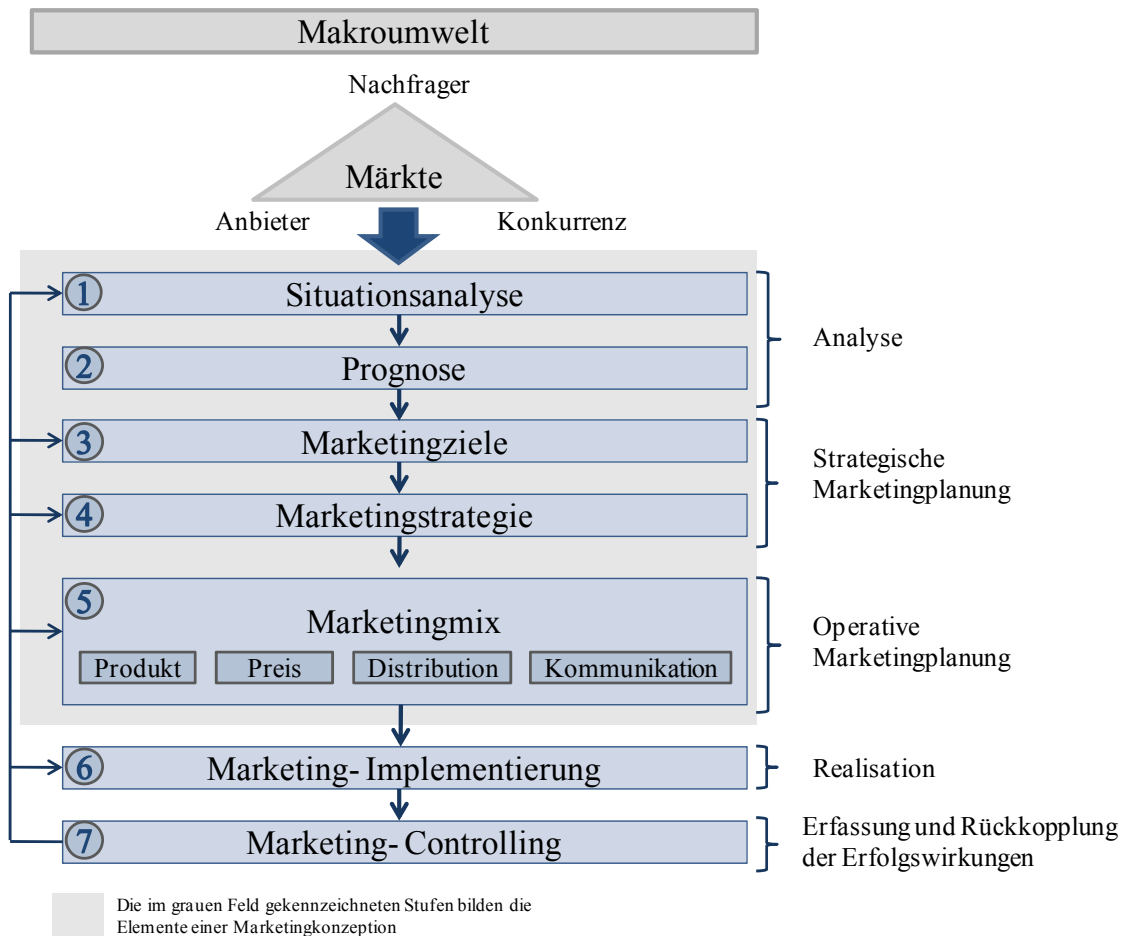 Makroumwelt
Nachfrager
Märkte
Anbieter
Konkurrenz
1
Situationsanalyse
Analyse
2
Prognose
3
Marketingziele
Strategische
Marketingplanung
4
Marketingstrategie
5
Marketingmix
Operative
Marketingplanung
Produkt
Preis
Distribution
Kommunikation
6
Marketing-Implementierung
Realisation
7
Marketing-Controlling
Erfassung und Rückkopplung
der Erfolgswirkungen
Die im grauen Feld gekennzeichneten Stufen bilden die
Elemente einer Marketingkonzeption